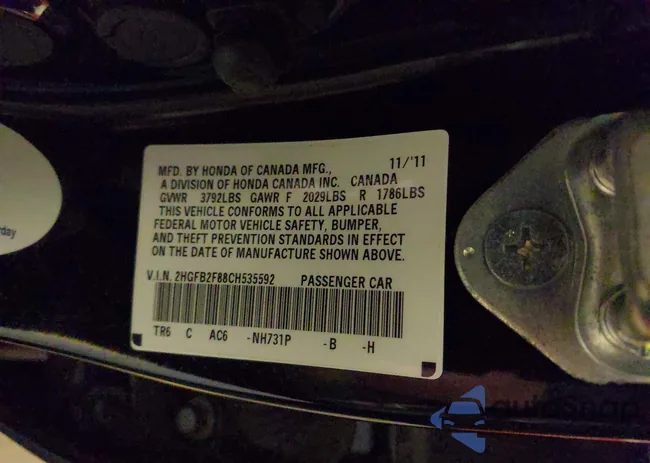 MFD. BY HONDA OF CANADA MFG., 11/'11
A DIVISION OF HONDA CANADA INC. CANADA
GVWR 3792LBS GAWR F 2029LBS R 1786LBS
THIS VEHICLE CONFORMS TO ALL APPLICABLE
FEDERAL MOTOR VEHICLE SAFETY, BUMPER,
AND THEFT PREVENTION STANDARDS IN EFFECT
ON THE DATE OF MANUFACTURE SHOWN ABOVE.
V.I.N. 2HGFB2F88CH535592 PASSENGER CAR
TR6 C AC6 -NH731P -B -H